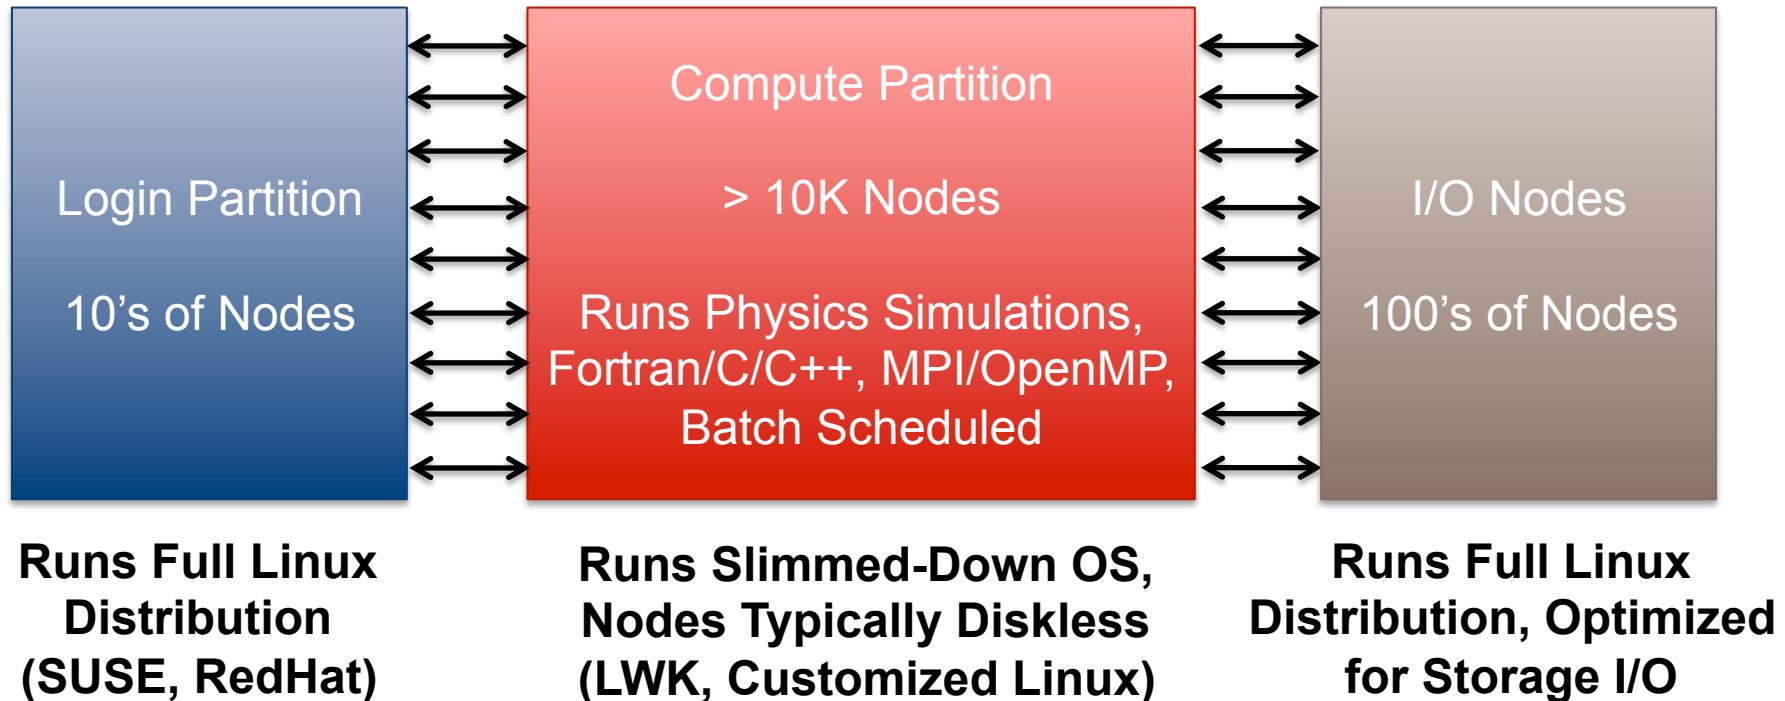 Login Partition
10’s of Nodes
Compute Partition
> 10K Nodes
Runs Physics Simulations,
Fortran/C/C++, MPI/OpenMP,
Batch Scheduled
I/O Nodes
100’s of Nodes
Runs Full Linux
Distribution
(SUSE, RedHat)
Runs Slimmed-Down OS,
Nodes Typically Diskless
(LWK, Customized Linux)
Runs Full Linux
Distribution, Optimized
for Storage I/O